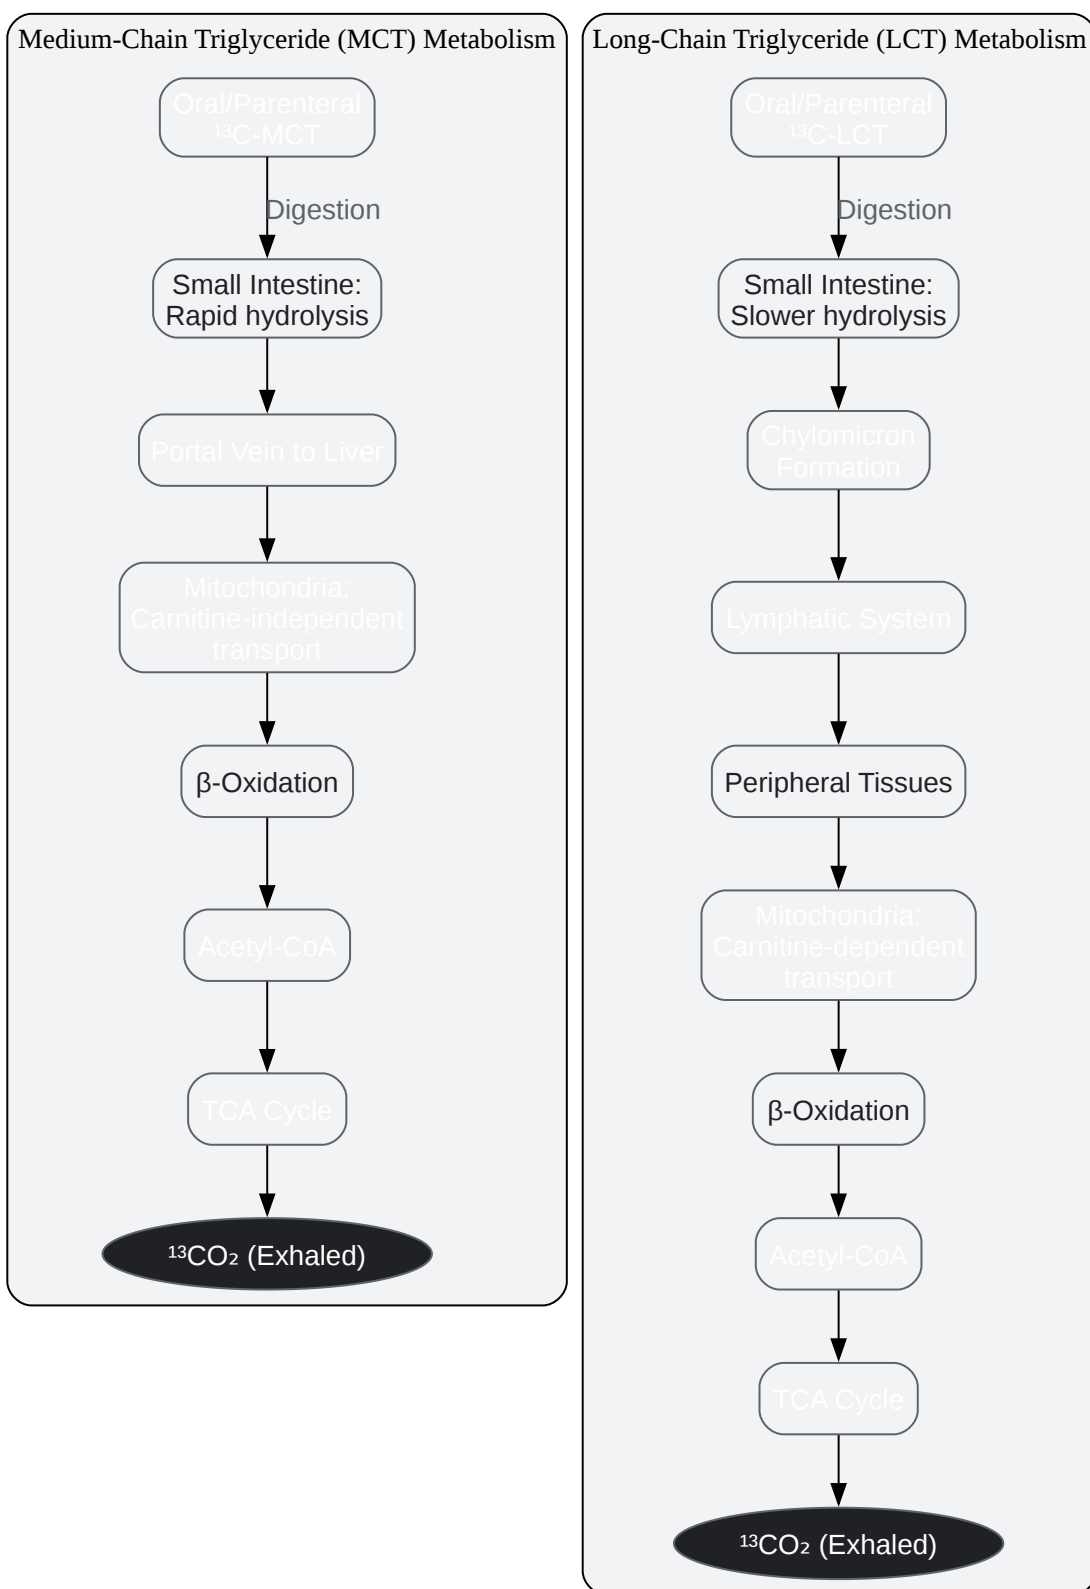 Medium-Chain Triglyceride (MCT) Metabolism
Oral/Parenteral
¹³C-MCT
Digestion
Small Intestine:
Rapid hydrolysis
Portal Vein to Liver
Mitochondria:
Carnitine-independent
transport
β-Oxidation
Acetyl-CoA
TCA Cycle
¹³CO₂ (Exhaled)
Long-Chain Triglyceride (LCT) Metabolism
Oral/Parenteral
¹³C-LCT
Digestion
Small Intestine:
Slower hydrolysis
Chylomicron
Formation
Lymphatic System
Peripheral Tissues
Mitochondria:
Carnitine-dependent
transport
β-Oxidation
Acetyl-CoA
TCA Cycle
¹³CO₂ (Exhaled)